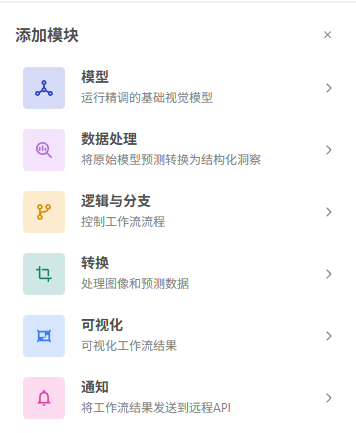 添加模块
模型
运行精调的基础视觉模型
数据处理
将原始模型预测转换为结构化洞察
逻辑与分支
控制工作流流程
转换
处理图像和预测数据
可视化
可视化工作流结果
通知
将工作流结果发送到远程API